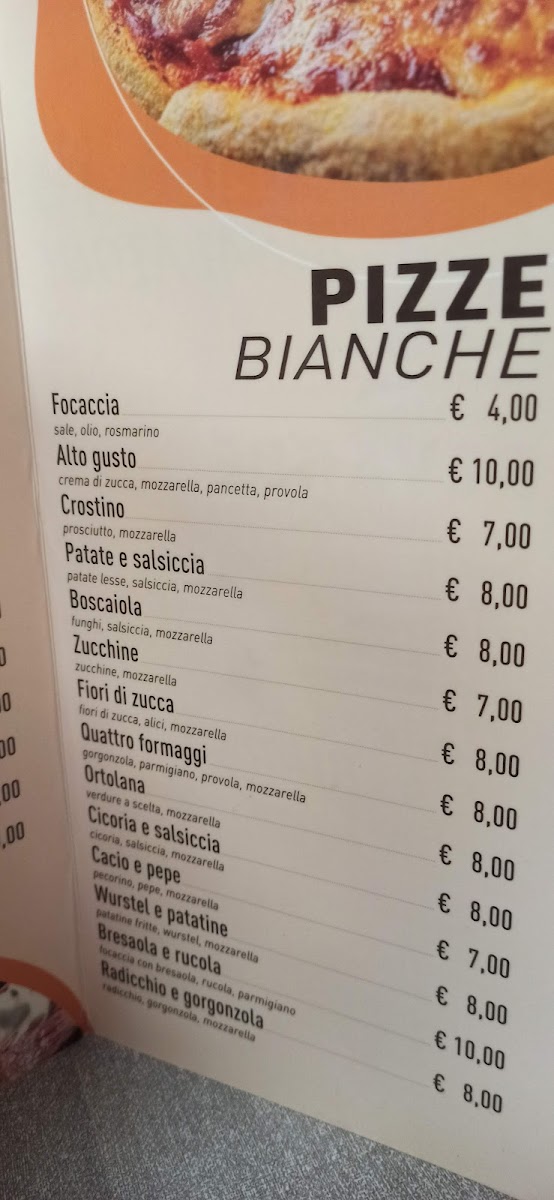 PIZZE
BIANCHE
Focaccia € 4,00
sale, olio, rosmarino
Alto gusto € 10,00
crema di zucca, mozzarella, pancetta, provola
Crostino € 7,00
prosciutto, mozzarella
Patate e salsiccia € 8,00
patate lesse, salsiccia, mozzarella
Boscaiola € 8,00
funghi, salsiccia, mozzarella
Zucchine € 7,00
zucchine, mozzarella
Fiori di zucca € 8,00
fiori di zucca, alici, mozzarella
Quattro formaggi € 8,00
gorgonzola, parmigiano, provola, mozzarella
Ortolana € 8,00
verdure a scelta, mozzarella
Cicoria e salsiccia € 8,00
cicoria, salsiccia, mozzarella
Cacio e pepe € 7,00
pecorino, pepe, mozzarella
Wurstel e patatine € 8,00
patatine fritte, wurstel, mozzarella
Bresaola e rucola € 10,00
focaccia con bresaola, rucola, parmigiano
Radicchio e gorgonzola € 8,00
radicchio, gorgonzola, mozzarella